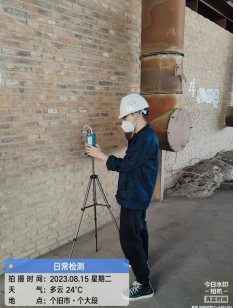 今日水印
相机
真实时间
日常检测
拍摄时间：2023.08.15 星期二
天气：多云 24℃
地点：个旧市·个大段